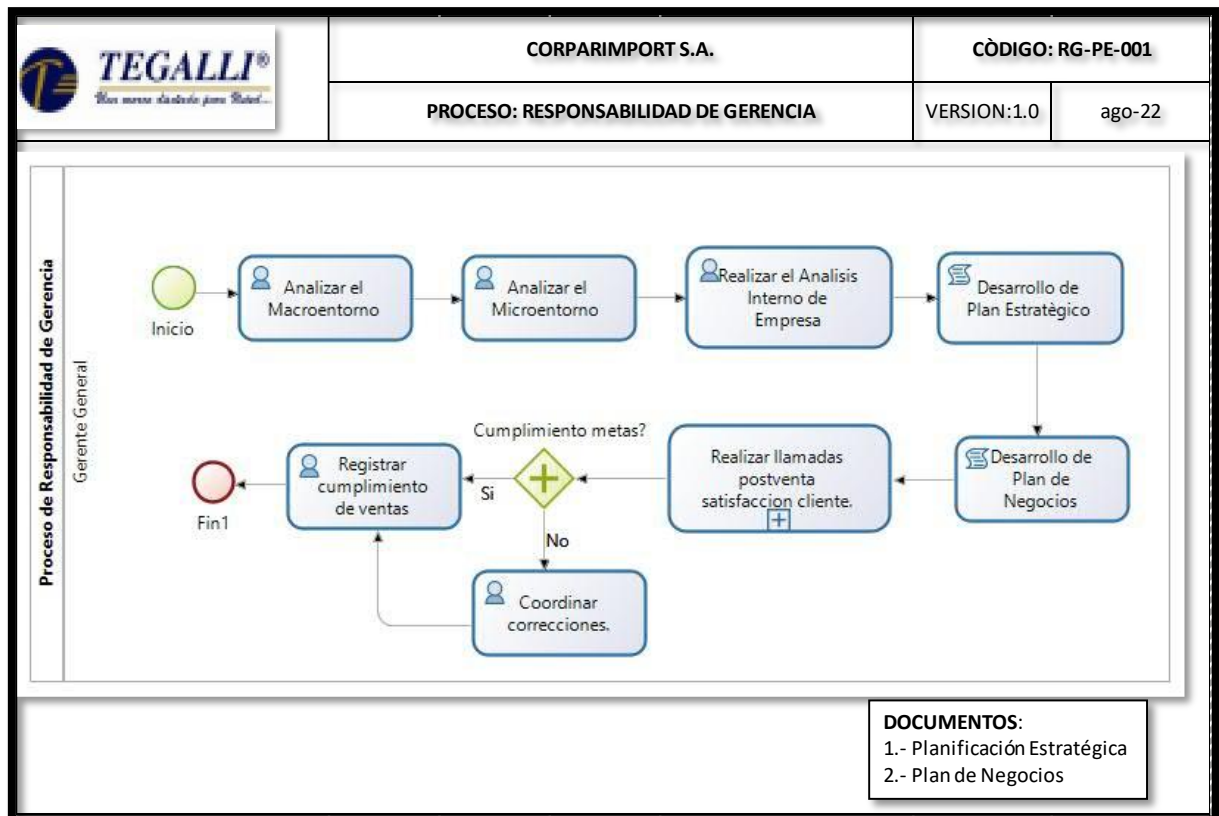 TEGALLI®
CORPARIMPORT S.A.
CÒDIGO: RG-PE-001
PROCESO: RESPONSABILIDAD DE GERENCIA
VERSION:1.0
ago-22
Proceso de Responsabilidad de Gerencia
Gerente General
Inicio
Analizar el
Macroentorno
Analizar el
Microentorno
Realizar el Analisis
Interno de
Empresa
Desarrollo de
Plan Estratègico
Desarrollo de
Plan de
Negocios
Realizar llamadas
postventa
satisfaccion cliente.
Cumplimiento metas?
Si
No
Registrar
cumplimiento
de ventas
Fin1
Coordinar
correcciones.
DOCUMENTOS:
1.- Planificación Estratégica
2.- Plan de Negocios